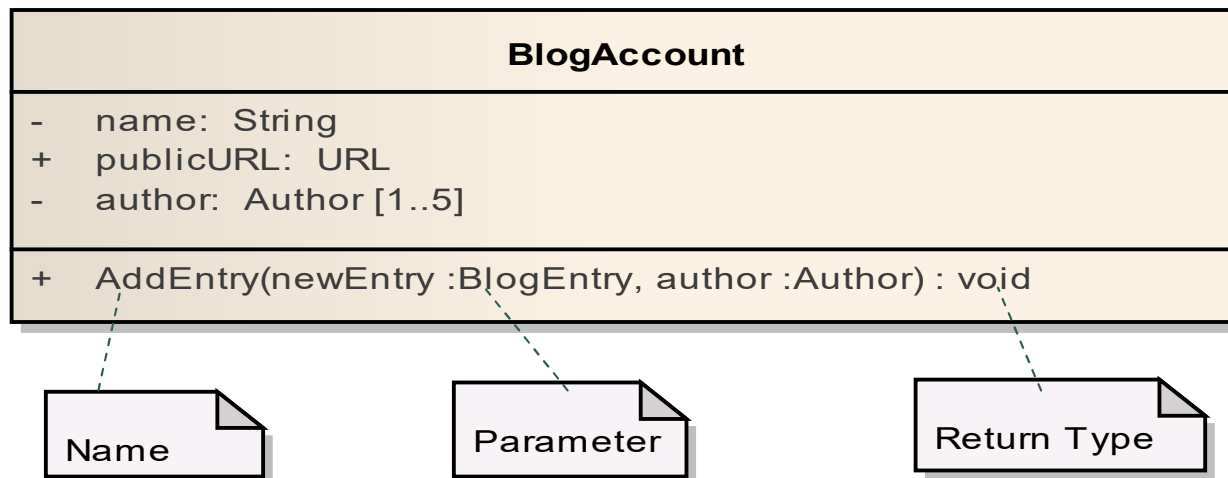 BlogAccount
- name: String
+ publicURL: URL
- author: Author [1..5]
+ AddEntry(newEntry :BlogEntry, author :Author) : void
Name
Parameter
Return Type